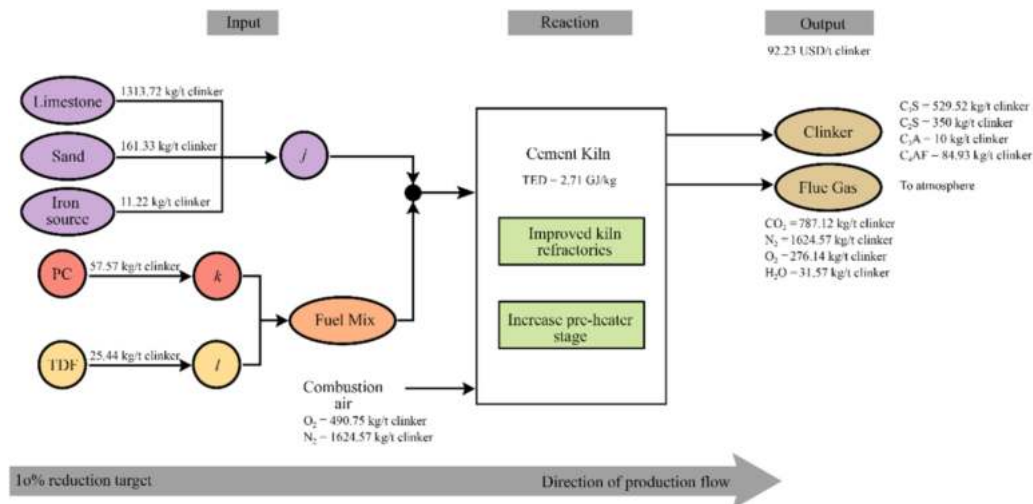 Input
Reaction
Output
92.23 USD/t clinker
Limestone
1313.72 kg/t clinker
Sand
161.33 kg/t clinker
Iron
source
11.22 kg/t clinker
j
PC
57.57 kg/t clinker
k
TDF
25.44 kg/t clinker
l
Fuel Mix
Combustion
air
O₂ = 490.75 kg/t clinker
N₂ = 1624.57 kg/t clinker
Cement Kiln
TED = 2.71 GJ/kg
Improved kiln
refractories
Increase pre-heater
stage
Clinker
C₃S = 529.52 kg/t clinker
C₂S = 350 kg/t clinker
C₃A = 10 kg/t clinker
C₄AF = 84.93 kg/t clinker
Flue Gas
To atmosphere
CO₂ = 787.12 kg/t clinker
N₂ = 1624.57 kg/t clinker
O₂ = 276.14 kg/t clinker
H₂O = 31.57 kg/t clinker
1o% reduction target
Direction of production flow